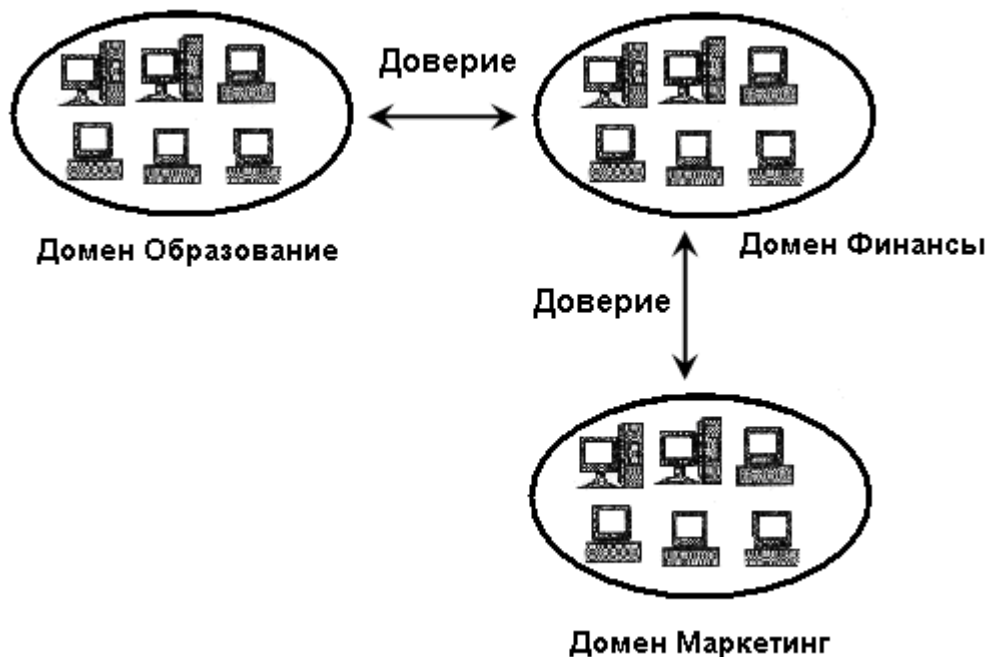 Доверие
Домен Образование
Домен Финансы
Доверие
Домен Маркетинг